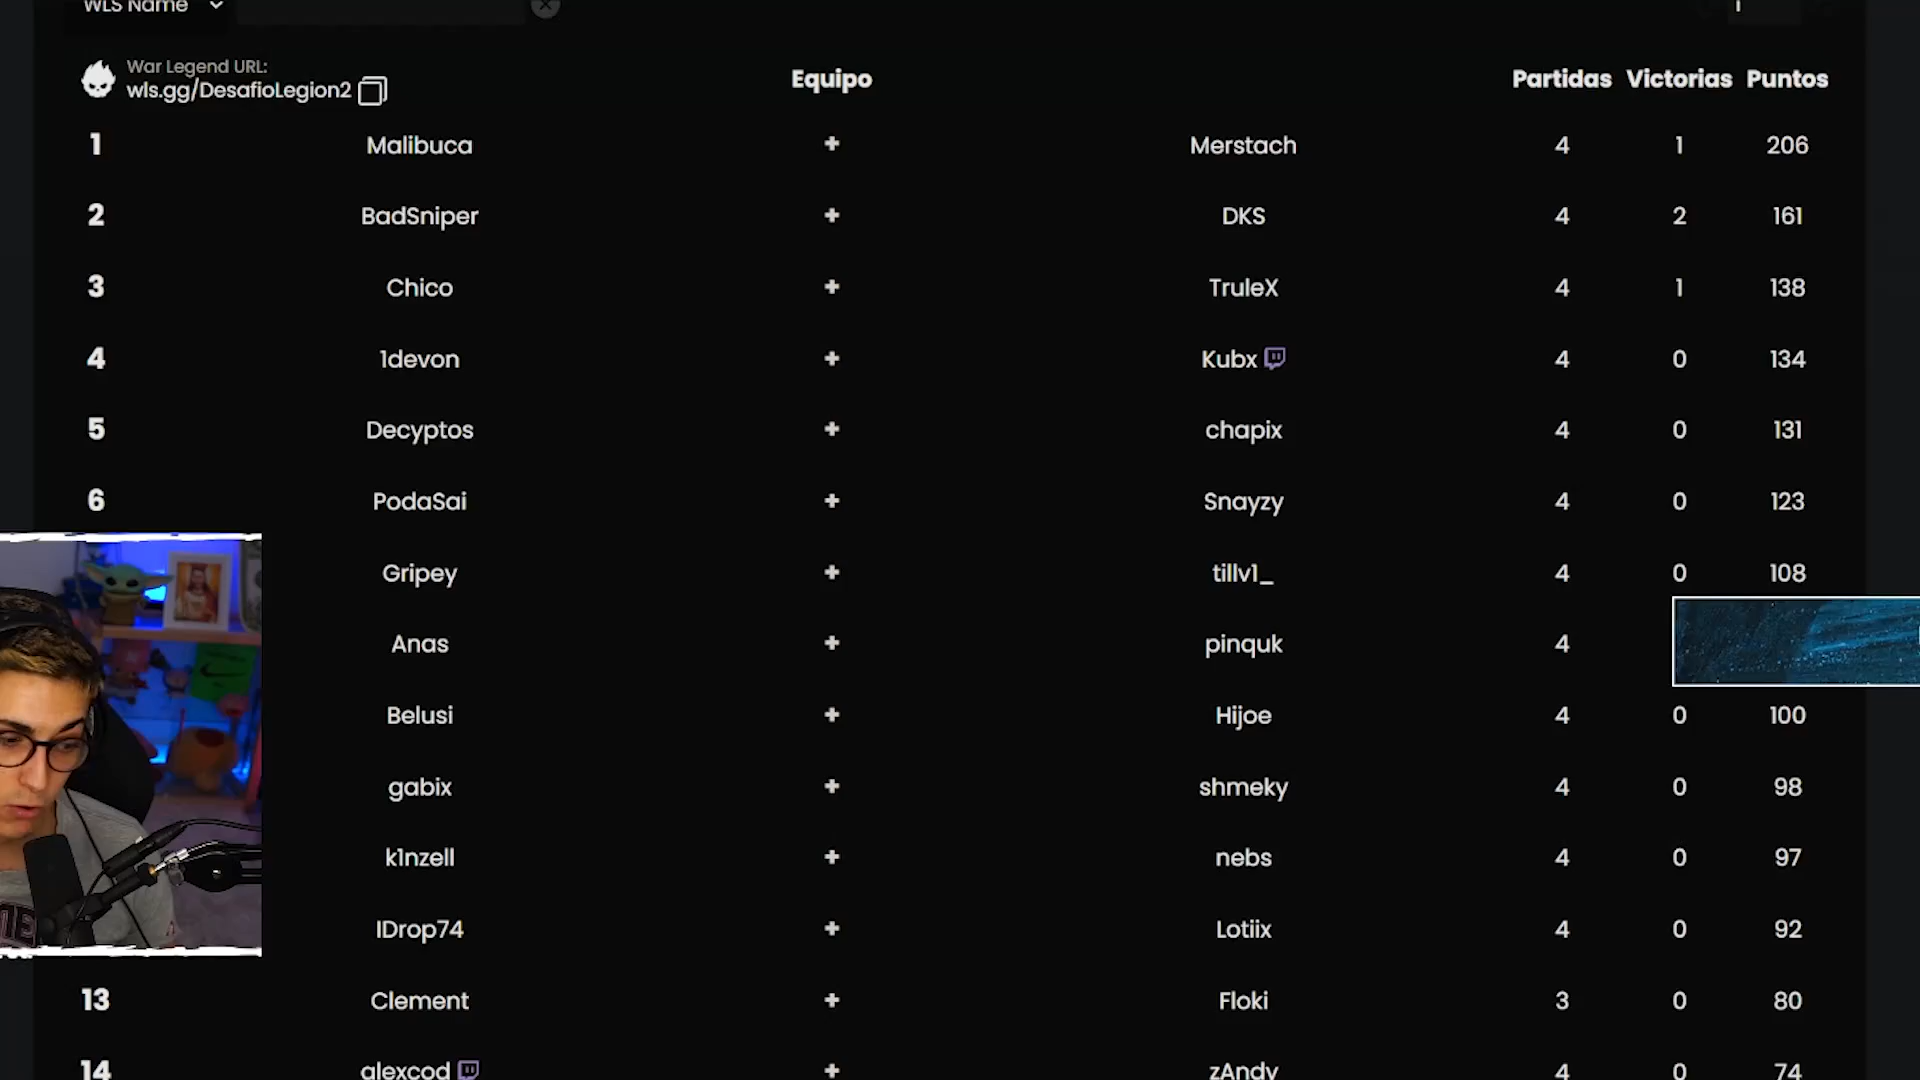 WLS Name
War Legend URL:
wls.gg/DesafioLegion2
Equipo Partidas Victorias Puntos
1 Malibuca + Merstach 4 1 206
2 BadSniper + DKS 4 2 161
3 Chico + TruleX 4 1 138
4 1devon + Kubx 4 0 134
5 Decyptos + chapix 4 0 131
6 PodaSai + Snayzy 4 0 123
Gripey + tillv1_ 4 0 108
Anas + pinquk 4
Belusi + Hijoe 4 0 100
gabix + shmeky 4 0 98
k1nzell + nebs 4 0 97
IDrop74 + Lotiix 4 0 92
13 Clement + Floki 3 0 80
14 alexcod + zAndy 4 0 74